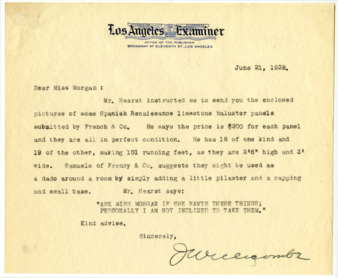 Los Angeles Examiner
OFFICE OF THE PUBLISHER
BROADWAY AT ELEVENTH ST, LOS ANGELES
June 21, 1928.
Dear Miss Morgan:
Mr. Hearst instructed me to send you the enclosed
pictures of some Spanish Renaissance limestone baluster panels
submitted by French & Co. He says the price is $300 for each panel
and they are all in perfect condition. He has 18 of one kind and
19 of the other, making 101 running feet, as they are 2'8" high and 3'
wide. Samuels of French & Co. suggests they might be used as
a dado around a room by simply adding a little pilaster and a capping
and small base. Mr. Hearst says:
"ASK MISS MORGAN IF SHE WANTS THESE THINGS;
PERSONALLY I AM NOT INCLINED TO TAKE THEM."
Kind advise.
Sincerely,